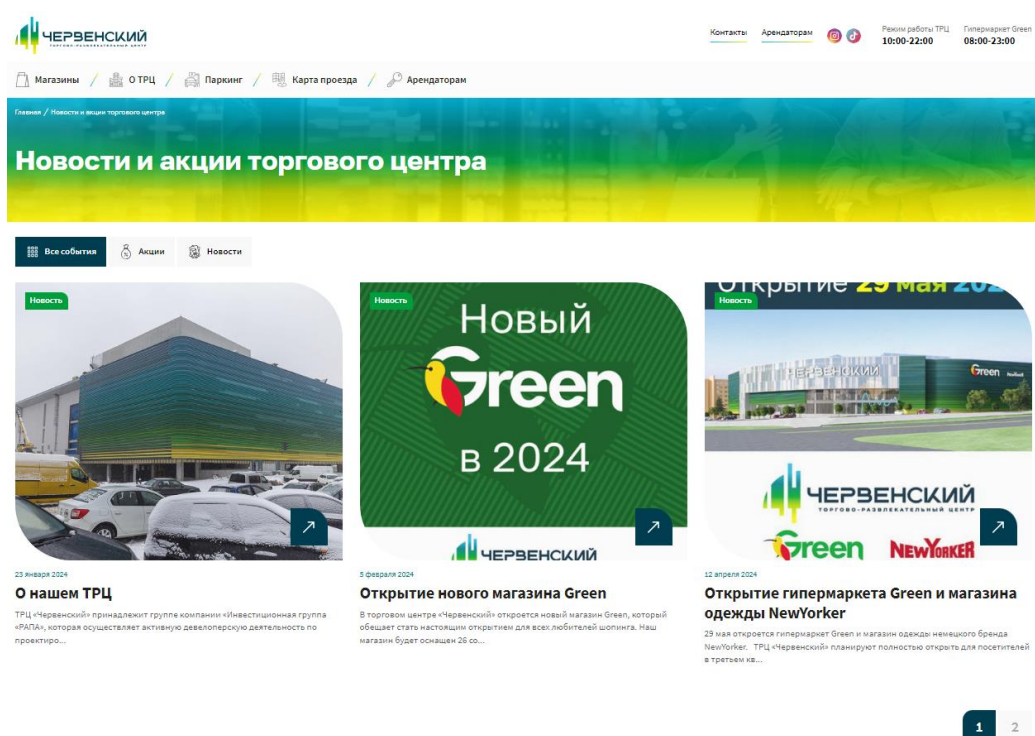 ЧЕРВЕНСКИЙ
ТОРГОВО-РАЗВЛЕКАТЕЛЬНЫЙ ЦЕНТР
Контакты
Арендаторам
Режим работы ТРЦ
10:00-22:00
Гипермаркет Green
08:00-23:00
Магазины / О ТРЦ / Паркинг / Карта проезда / Арендаторам
Главная / Новости и акции торгового центра
Новости и акции торгового центра
Все события
Акции
Новости
Новость
23 января 2024
О нашем ТРЦ
ТРЦ «Червенский» принадлежит группе компании «Инвестиционная группа
«РАПА», которая осуществляет активную девелоперскую деятельность по
проектиро...
Новость
Новый
Green
в 2024
ЧЕРВЕНСКИЙ
5 февраля 2024
Открытие нового магазина Green
В торговом центре «Червенский» откроется новый магазин Green, который
обещает стать настоящим открытием для всех любителей шопинга. Наш
магазин будет оснащен 26 со...
Открытие 29 мая 202
Новость
ЧЕРВЕНСКИЙ
Green
NewYorker
ЧЕРВЕНСКИЙ
ТОРГОВО-РАЗВЛЕКАТЕЛЬНЫЙ ЦЕНТР
Green
NEWYORKER
12 апреля 2024
Открытие гипермаркета Green и магазина
одежды NewYorker
29 мая откроется гипермаркет Green и магазин одежды немецкого бренда
NewYorker. ТРЦ «Червенский» планируют полностью открыть для посетителей
в третьем кв...
1 2